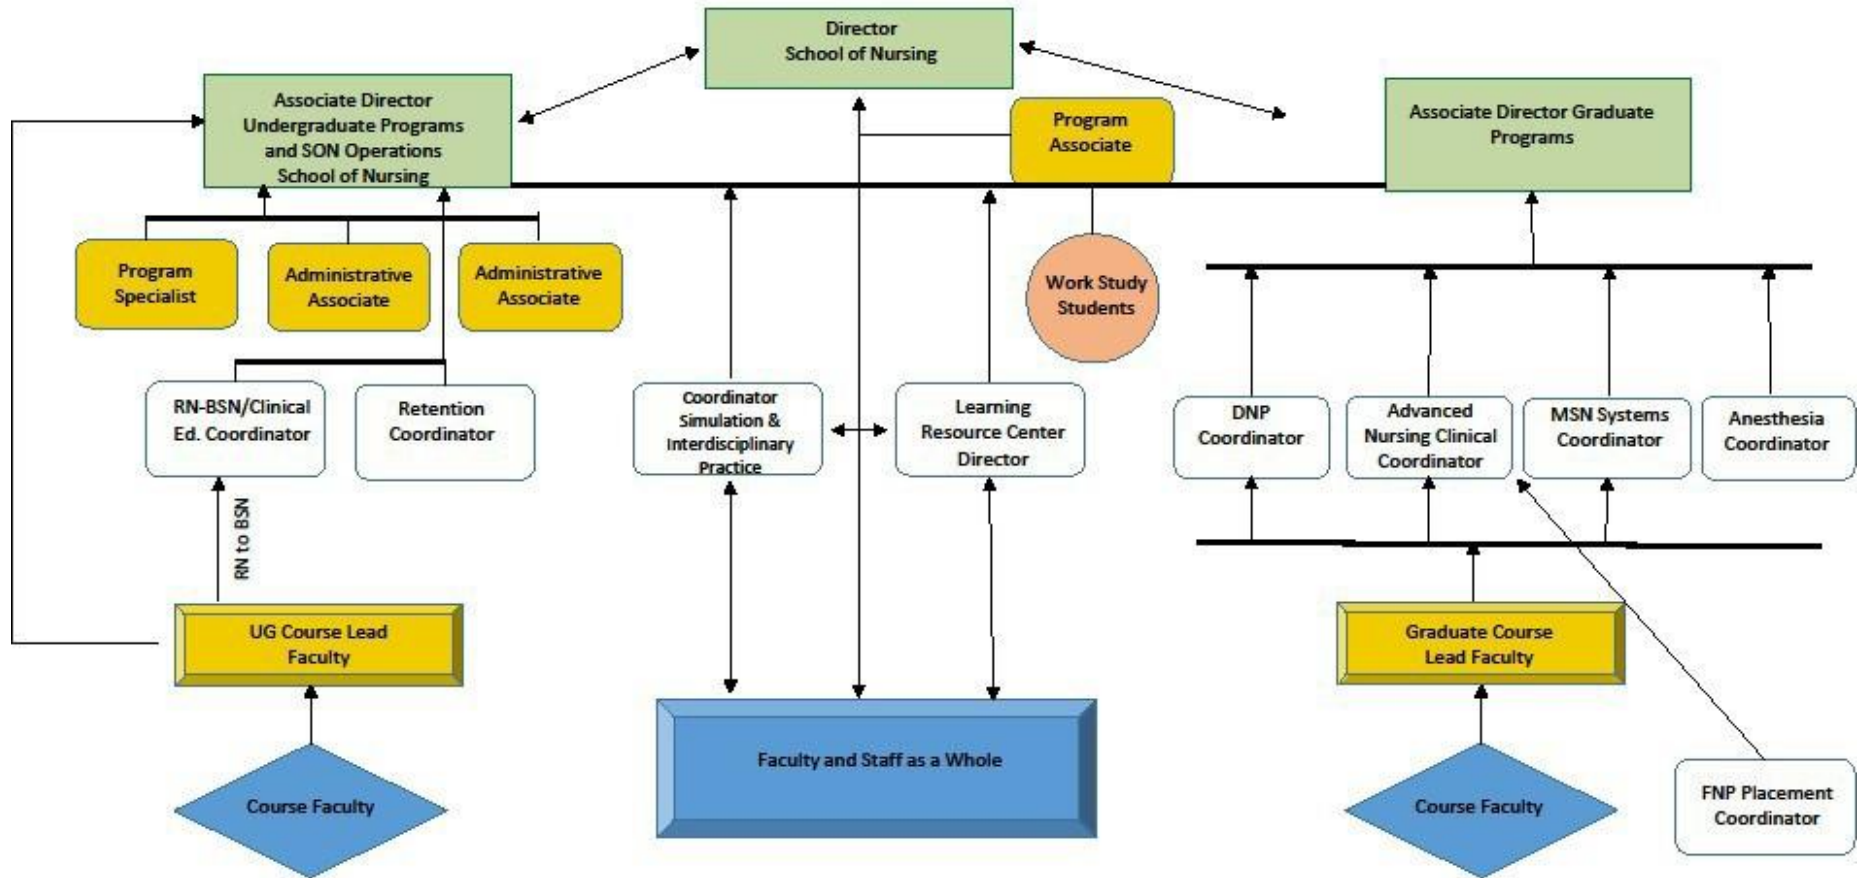 Director
School of Nursing
Associate Director
Undergraduate Programs
and SON Operations
School of Nursing
Program
Associate
Associate Director Graduate
Programs
Program
Specialist
Administrative
Associate
Administrative
Associate
Work Study
Students
RN-BSN/Clinical
Ed. Coordinator
Retention
Coordinator
Coordinator
Simulation &
Interdisciplinary
Practice
Learning
Resource Center
Director
DNP
Coordinator
Advanced
Nursing Clinical
Coordinator
MSN Systems
Coordinator
Anesthesia
Coordinator
RN to BSN
UG Course Lead
Faculty
Graduate Course
Lead Faculty
Faculty and Staff as a Whole
Course Faculty
Course Faculty
FNP Placement
Coordinator